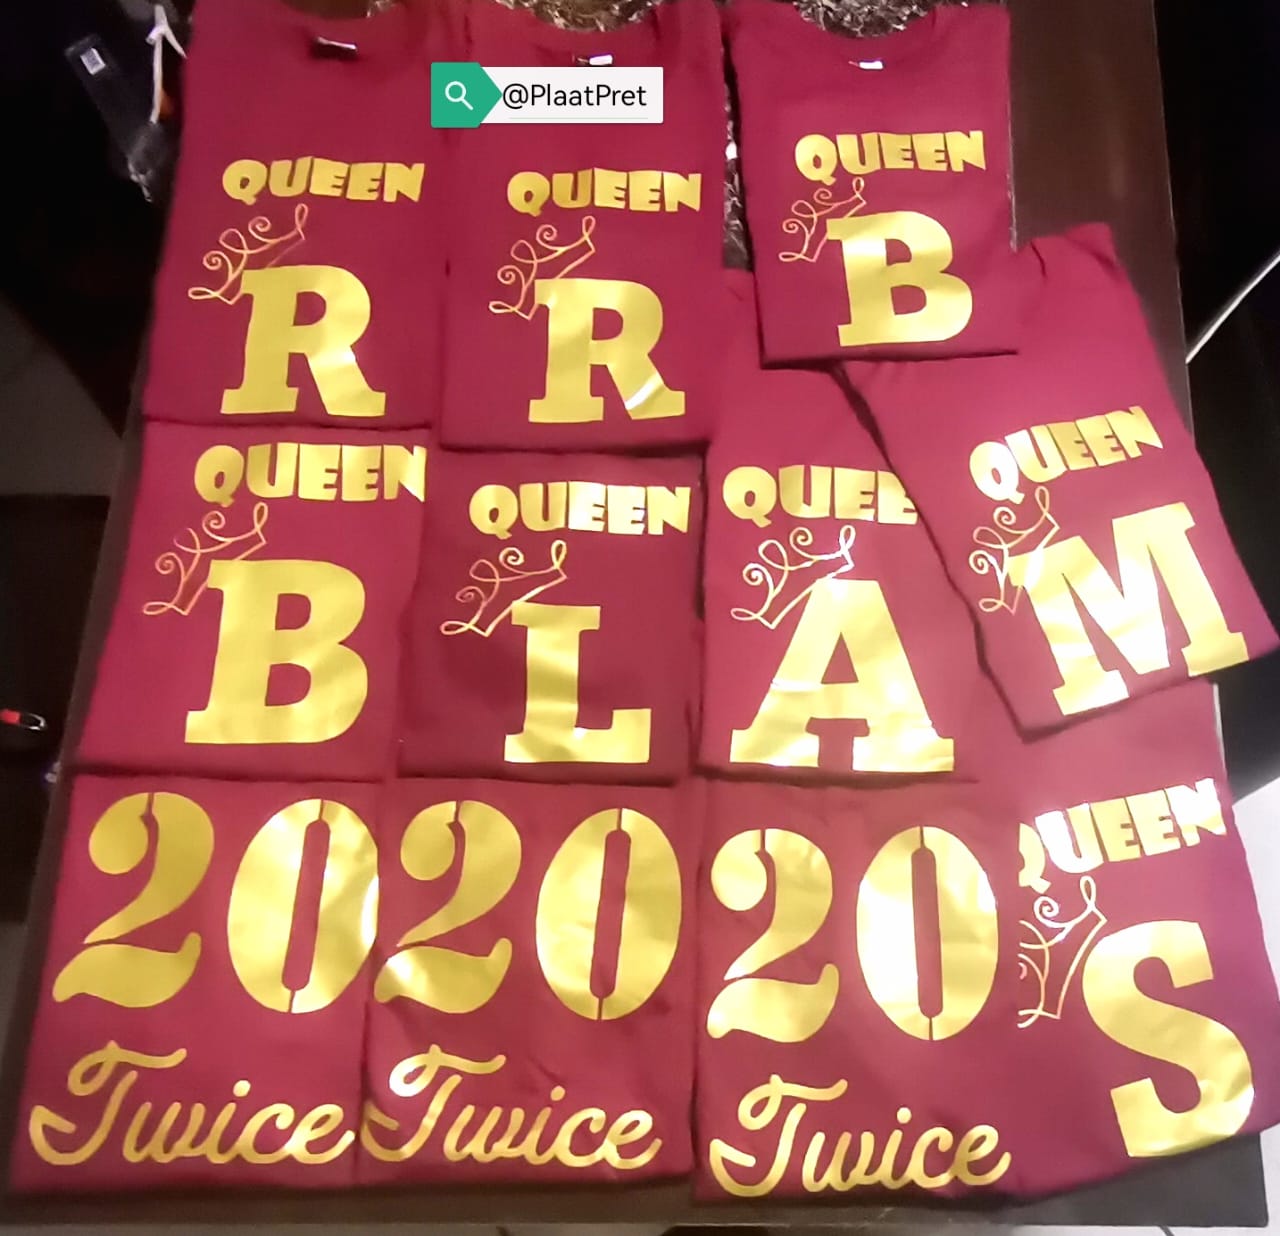 @PlaatPret
QUEEN
R
QUEEN
R
QUEEN
B
QUEEN
B
QUEEN
L
QUEE
A
QUEEN
M
20
Twice
20
Twice
20
Twice
QUEEN
S